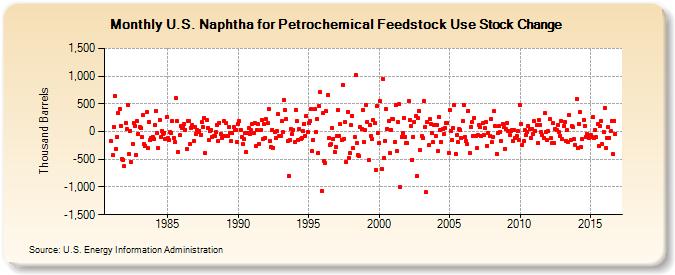 Monthly U.S. Naphtha for Petrochemical Feedstock Use Stock Change
Thousand Barrels
1,500
1,000
500
0
-500
-1,000
-1,500
1985 1990 1995 2000 2005 2010 2015
Source: U.S. Energy Information Administration